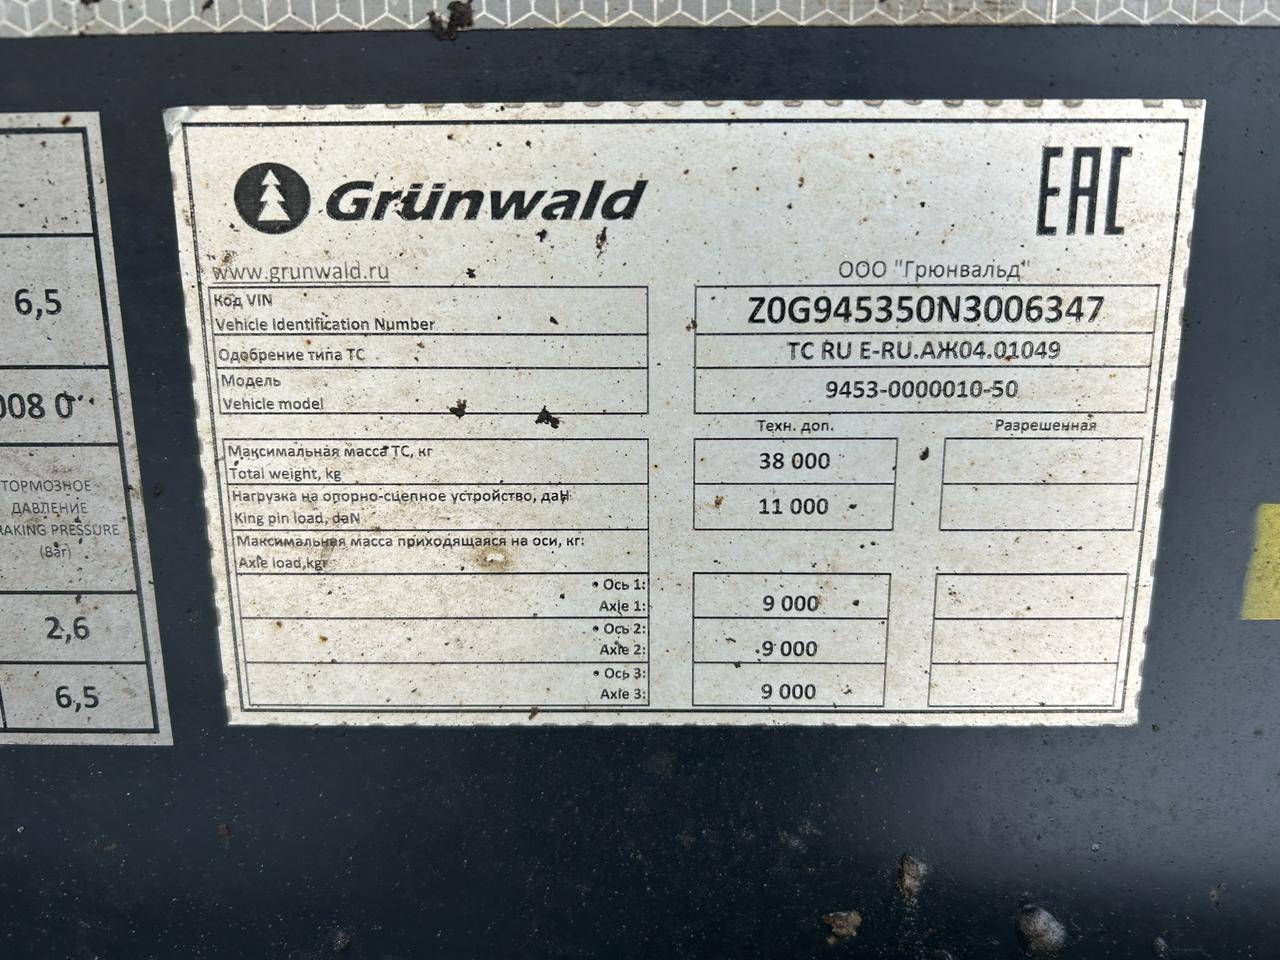 6,5
008 0
ТОРМОЗНОЕ
ДАВЛЕНИЕ
RAKING PRESSURE
(Bar)
2,6
6,5
Grünwald
EAC
www.grunwald.ru
ООО "Грюнвальд"
Код VIN
Vehicle Identification Number
Z0G945350N3006347
Одобрение типа ТС
ТС RU E-RU.АЖ04.01049
Модель
Vehicle model
9453-0000010-50
Техн. доп.
Разрешенная
Максимальная масса ТС, кг
Total weight, kg
38 000
Нагрузка на опорно-сцепное устройство, даН
King pin load, daN
11 000
Максимальная масса приходящаяся на оси, кг:
Axle load,kgf
• Ось 1:
Axle 1:
9 000
• Ось 2:
Axle 2:
9 000
• Ось 3:
Axle 3:
9 000